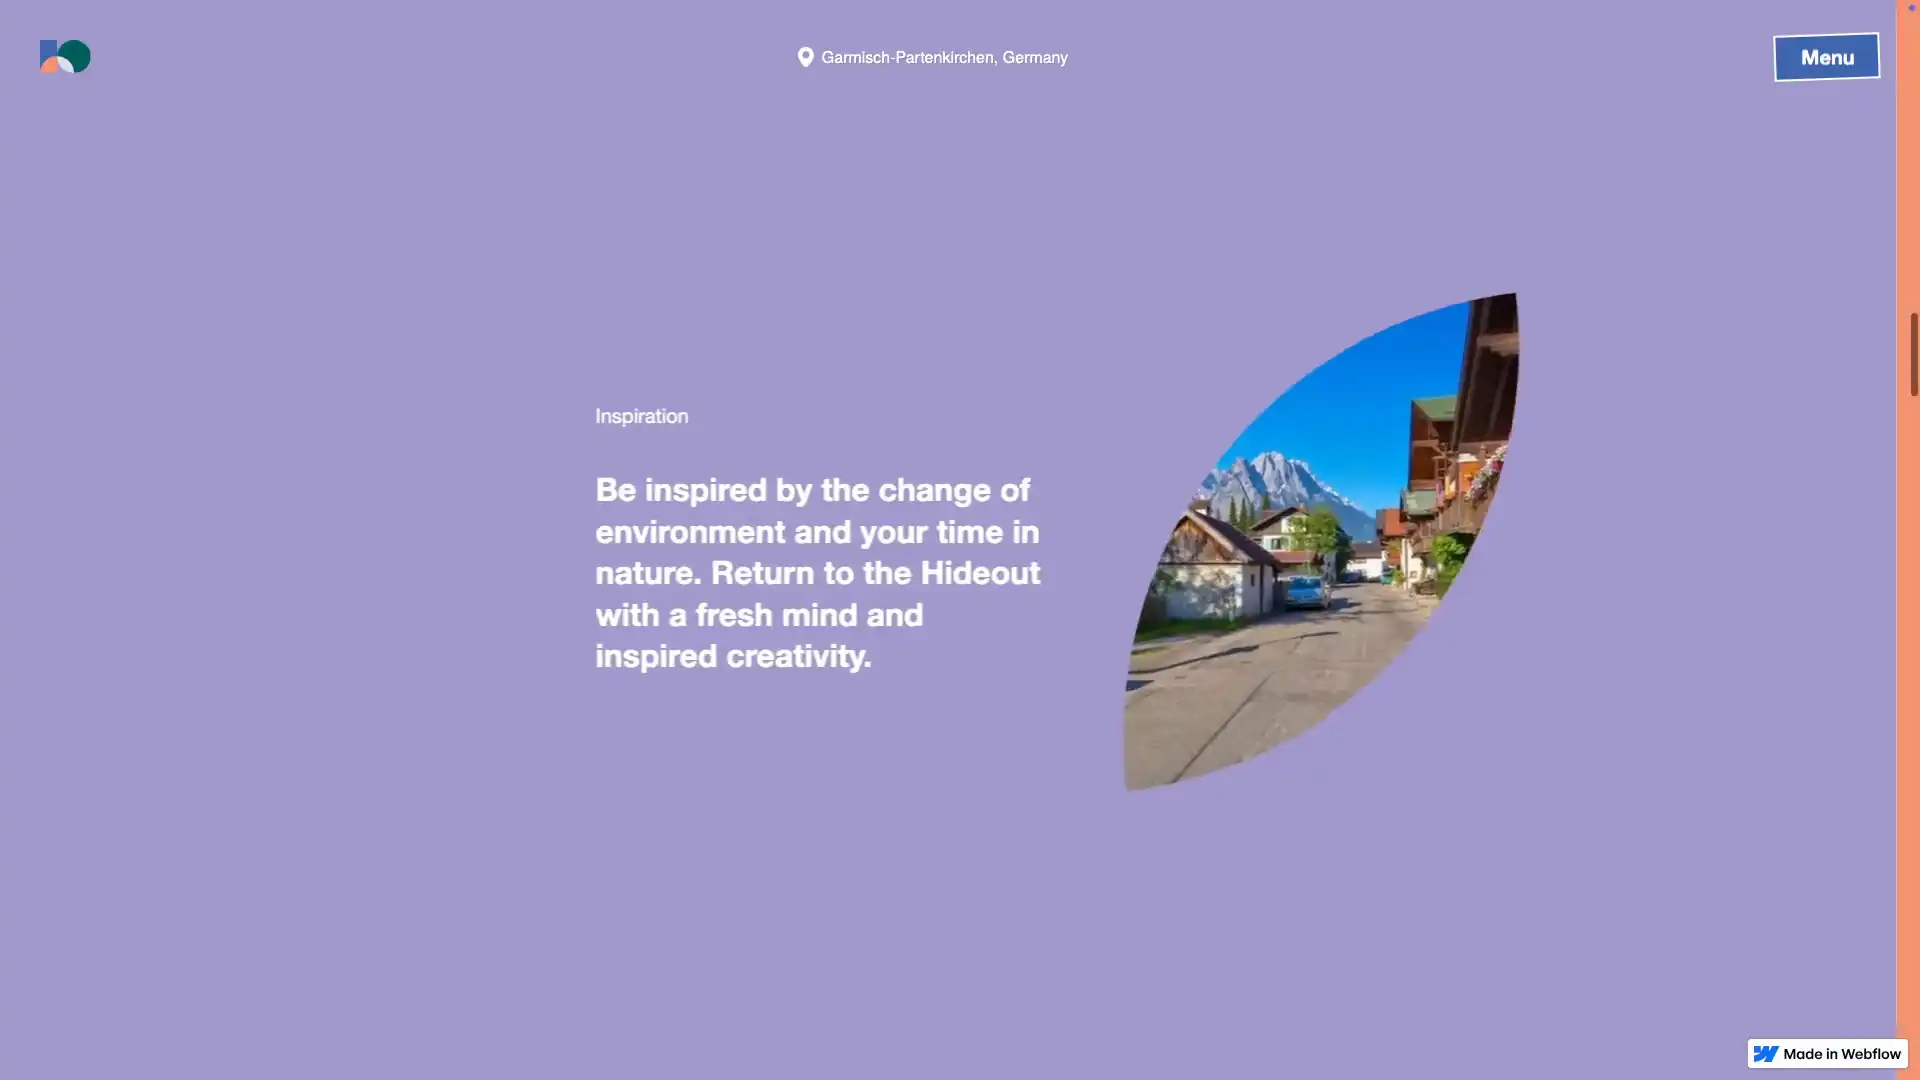 Garmisch-Partenkirchen, Germany
Menu
Inspiration
Be inspired by the change of
environment and your time in
nature. Return to the Hideout
with a fresh mind and
inspired creativity.
Made in Webflow